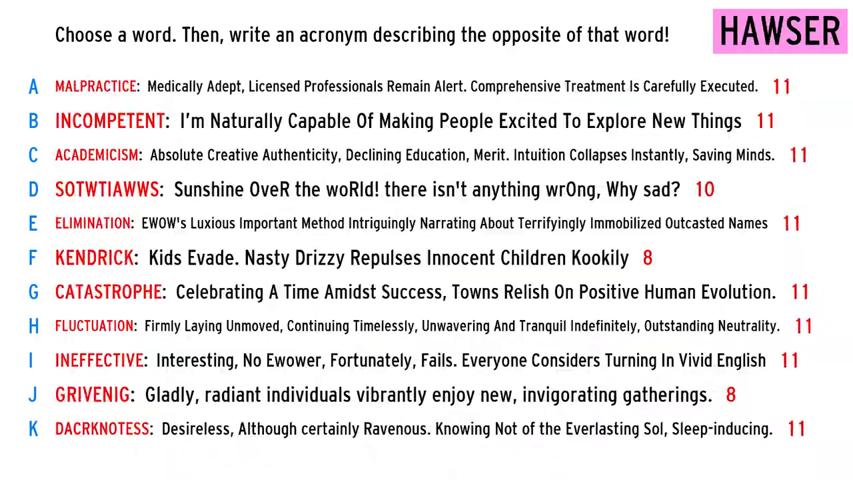 Choose a word. Then, write an acronym describing the opposite of that word!
HAWSER
A MALPRACTICE: Medically Adept, Licensed Professionals Remain Alert. Comprehensive Treatment Is Carefully Executed. 11
B INCOMPETENT: I'm Naturally Capable Of Making People Excited To Explore New Things 11
C ACADEMICISM: Absolute Creative Authenticity, Declining Education, Merit. Intuition Collapses Instantly, Saving Minds. 11
D SOTWTIAWWS: Sunshine OveR the woRld! there isn't anything wrOng, Why sad? 10
E ELIMINATION: EWOW's Luxious Important Method Intriguingly Narrating About Terrifyingly Immobilized Outcasted Names 11
F KENDRICK: Kids Evade. Nasty Drizzy Repulses Innocent Children Kookily 8
G CATASTROPHE: Celebrating A Time Amidst Success, Towns Relish On Positive Human Evolution. 11
H FLUCTUATION: Firmly Laying Unmoved, Continuing Timelessly, Unwavering And Tranquil Indefinitely, Outstanding Neutrality. 11
I INEFFECTIVE: Interesting, No Ewower, Fortunately, Fails. Everyone Considers Turning In Vivid English 11
J GRIVENIG: Gladly, radiant individuals vibrantly enjoy new, invigorating gatherings. 8
K DACRKNOTESS: Desireless, Although certainly Ravenous. Knowing Not of the Everlasting Sol, Sleep-inducing. 11